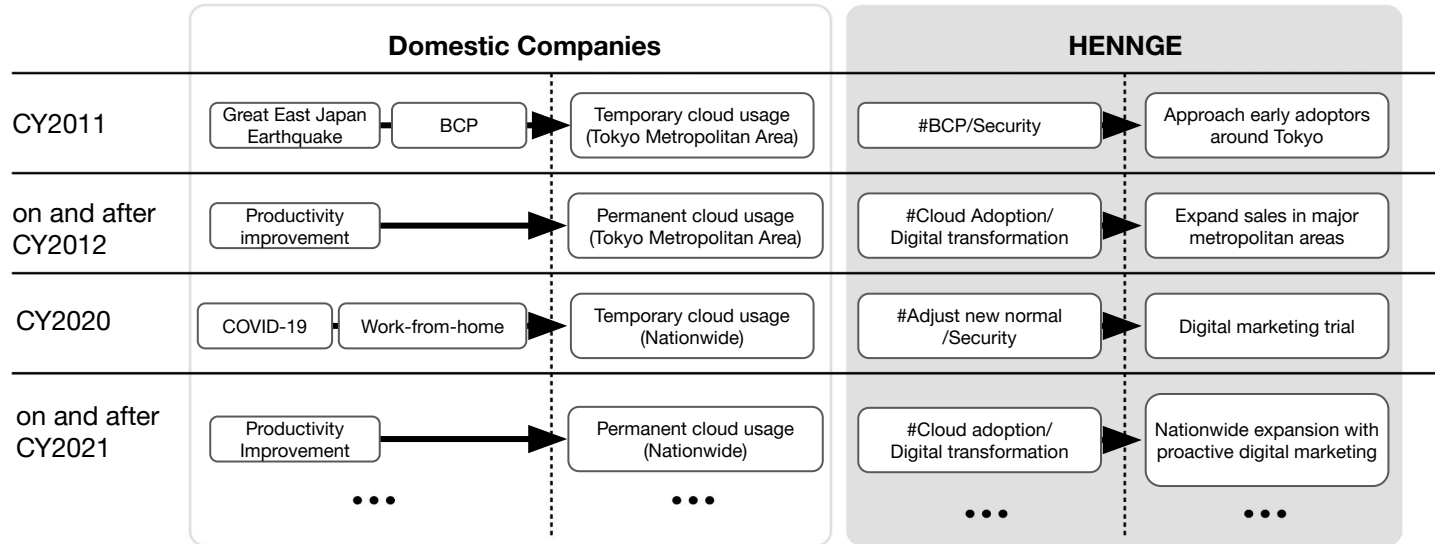 Domestic Companies
HENNGE
CY2011
Great East Japan
Earthquake
BCP
Temporary cloud usage
(Tokyo Metropolitan Area)
#BCP/Security
Approach early adoptors
around Tokyo
on and after
CY2012
Productivity
improvement
Permanent cloud usage
(Tokyo Metropolitan Area)
#Cloud Adoption/
Digital transformation
Expand sales in major
metropolitan areas
CY2020
COVID-19
Work-from-home
Temporary cloud usage
(Nationwide)
#Adjust new normal
/Security
Digital marketing trial
on and after
CY2021
Productivity
Improvement
Permanent cloud usage
(Nationwide)
#Cloud adoption/
Digital transformation
Nationwide expansion with
proactive digital marketing
•••
•••
•••
•••